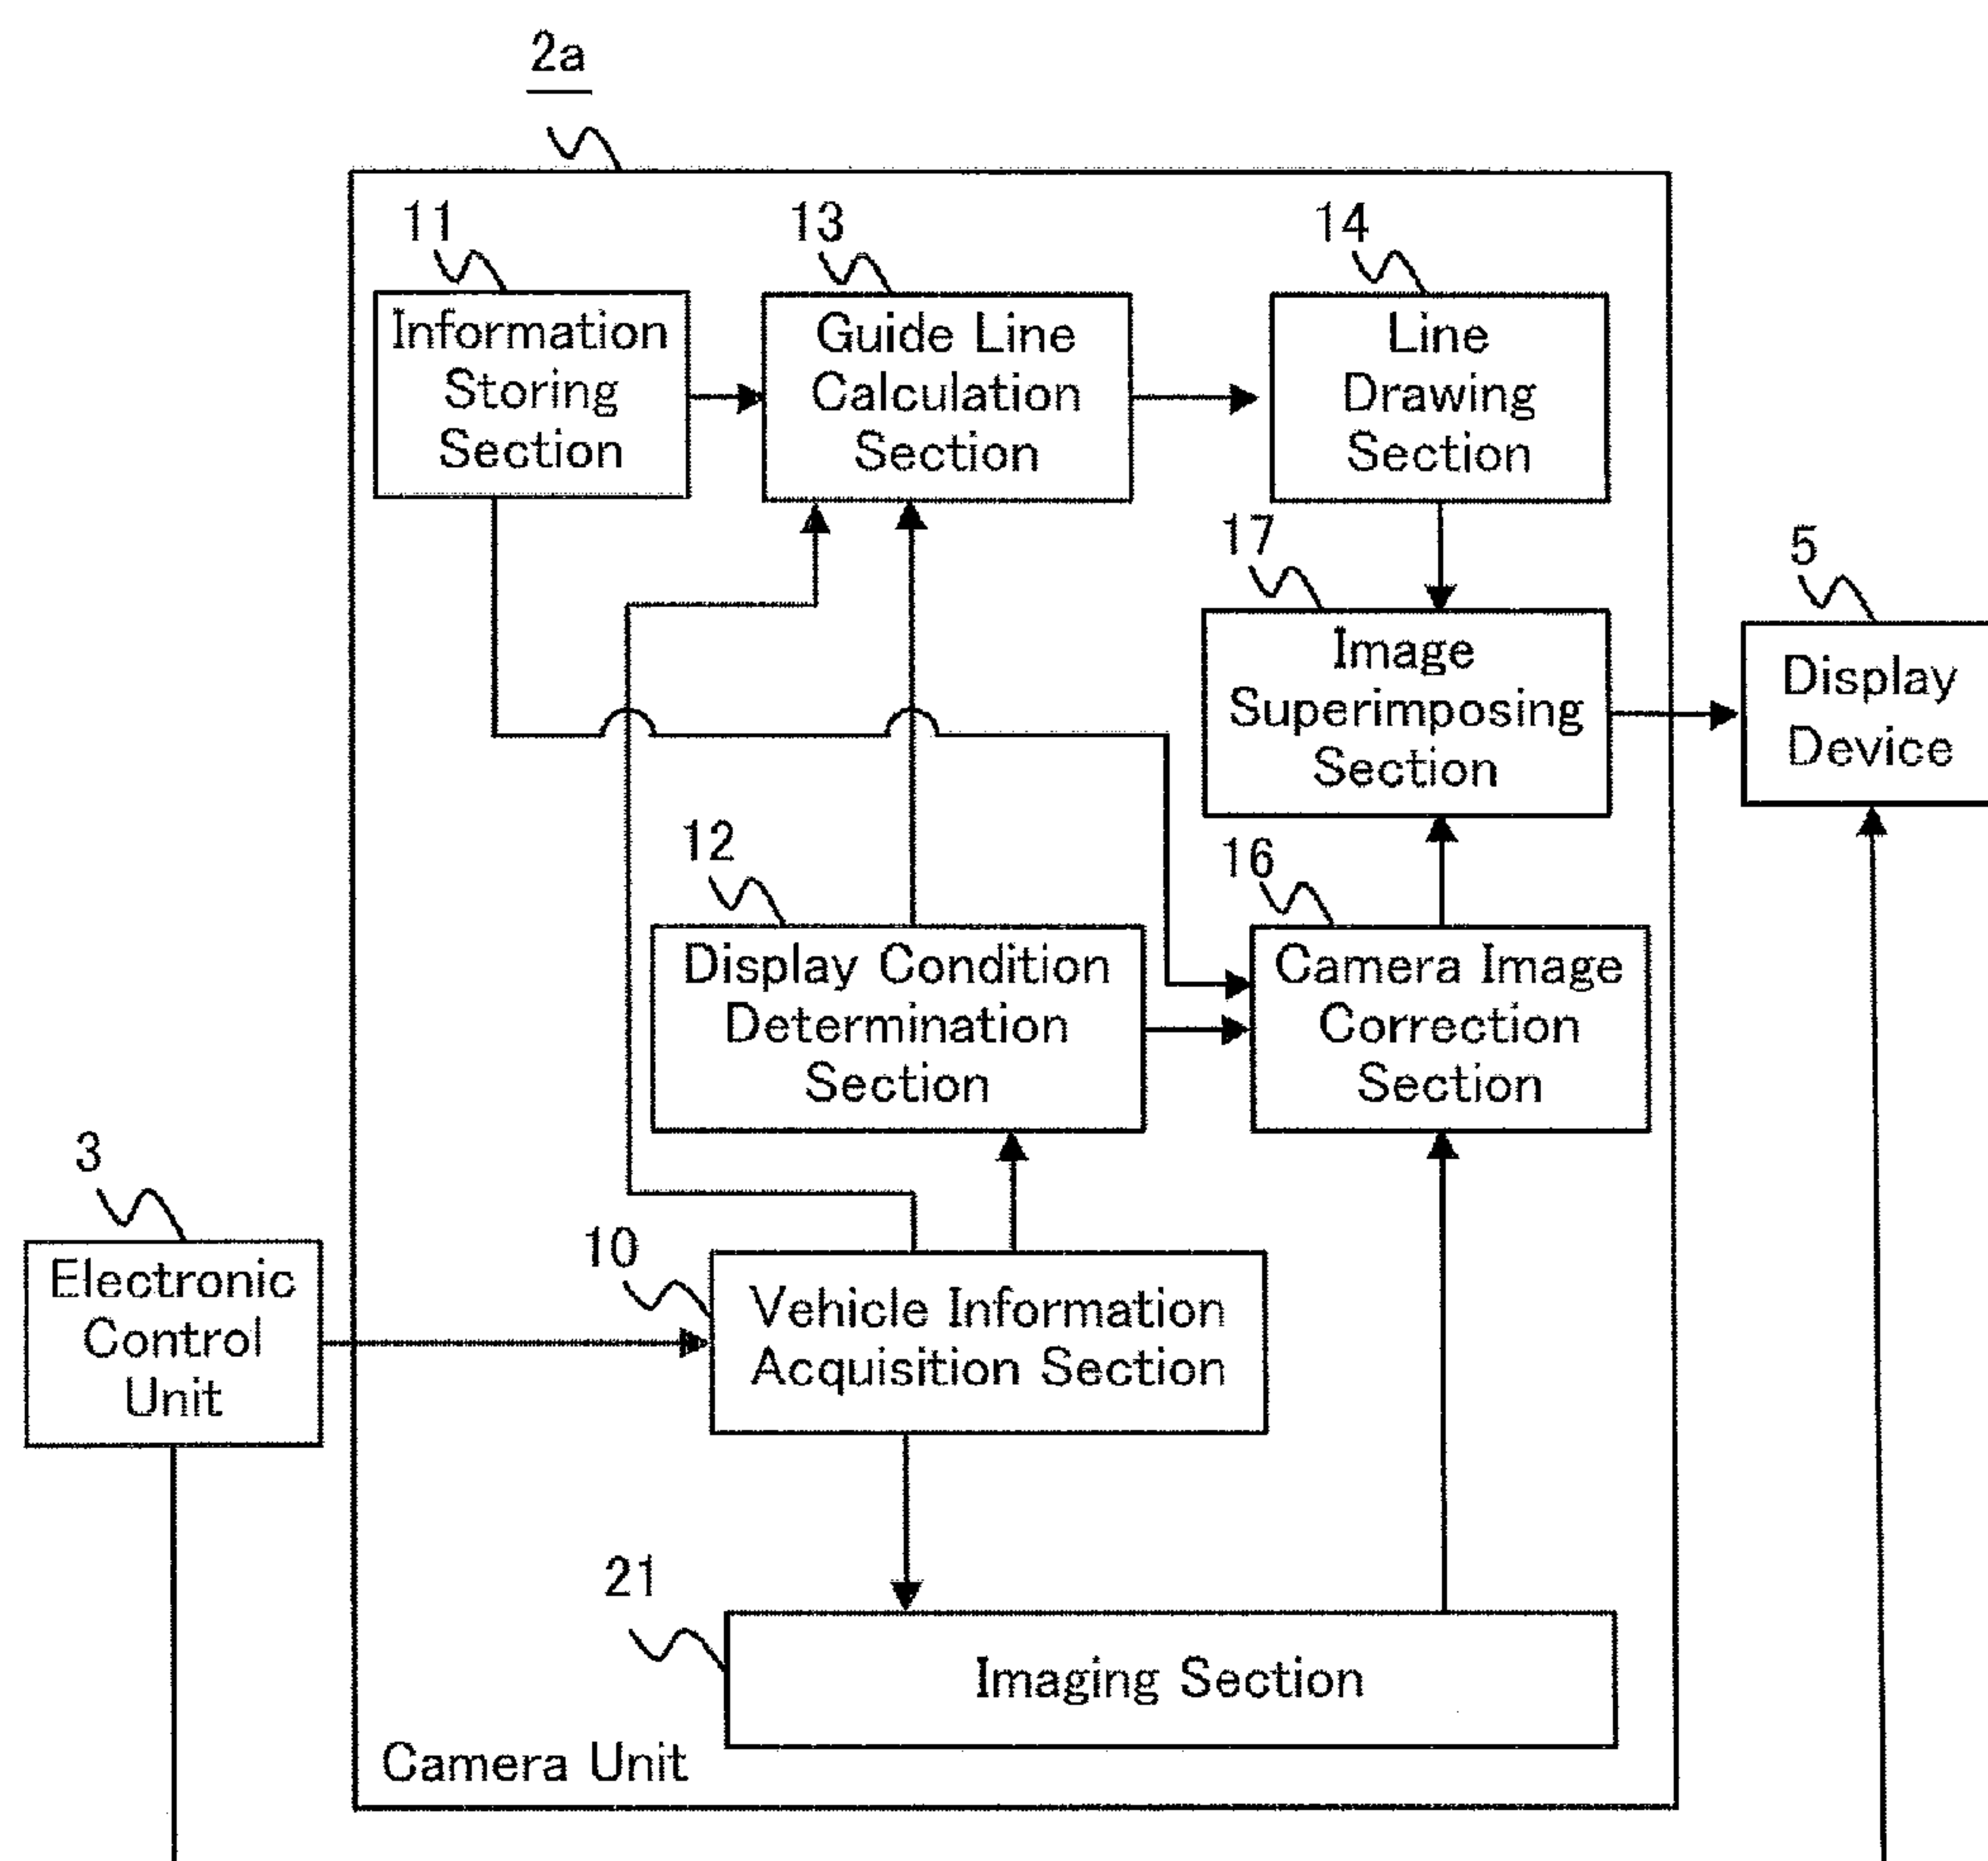 2a
11
Information
Storing
Section
13
Guide Line
Calculation
Section
14
Line
Drawing
Section
17
Image
Superimposing
Section
5
Display
Device
12
Display Condition
Determination
Section
16
Camera Image
Correction
Section
3
Electronic
Control
Unit
10
Vehicle Information
Acquisition Section
21
Imaging Section
Camera Unit